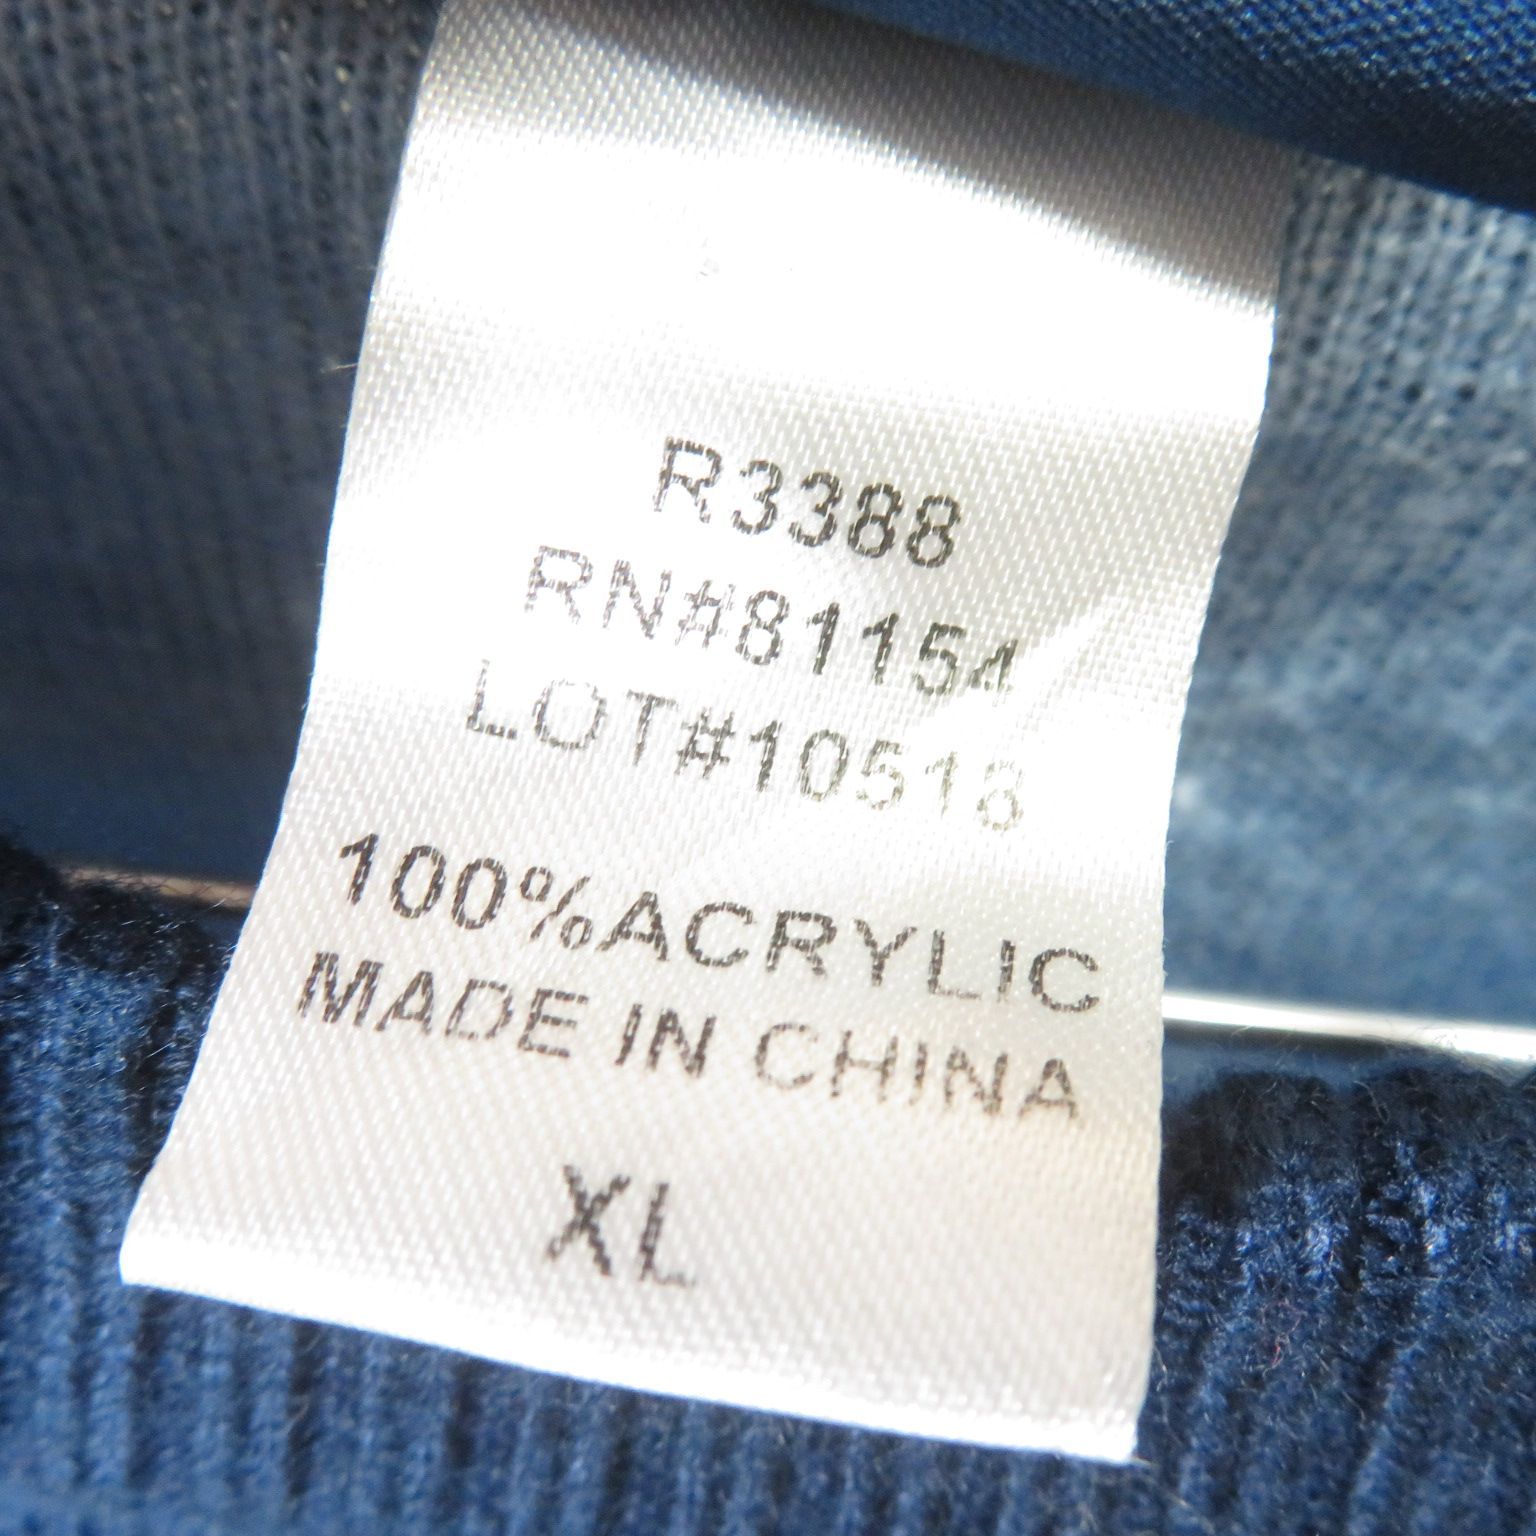 R3388
RN#81154
LOT#10518
100%ACRYLIC
MADE IN CHINA
XL